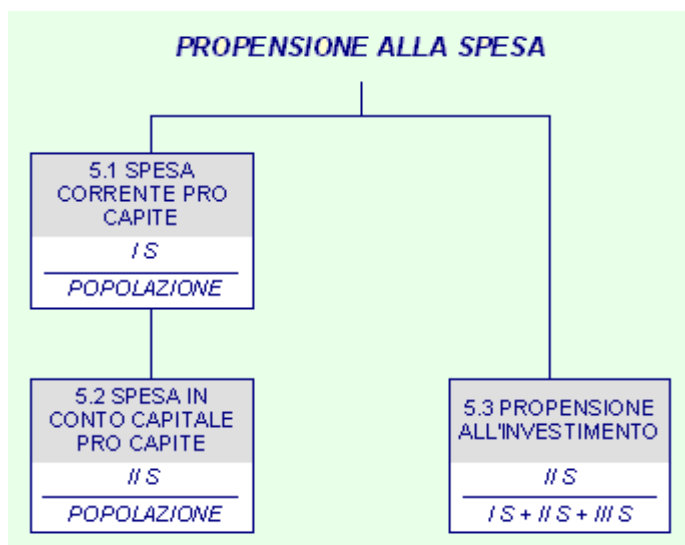 PROPENSIONE ALLA SPESA
5.1 SPESA
CORRENTE PRO
CAPITE
I S
POPOLAZIONE
5.2 SPESA IN
CONTO CAPITALE
PRO CAPITE
II S
POPOLAZIONE
5.3 PROPENSIONE
ALL'INVESTIMENTO
II S
I S + II S + III S